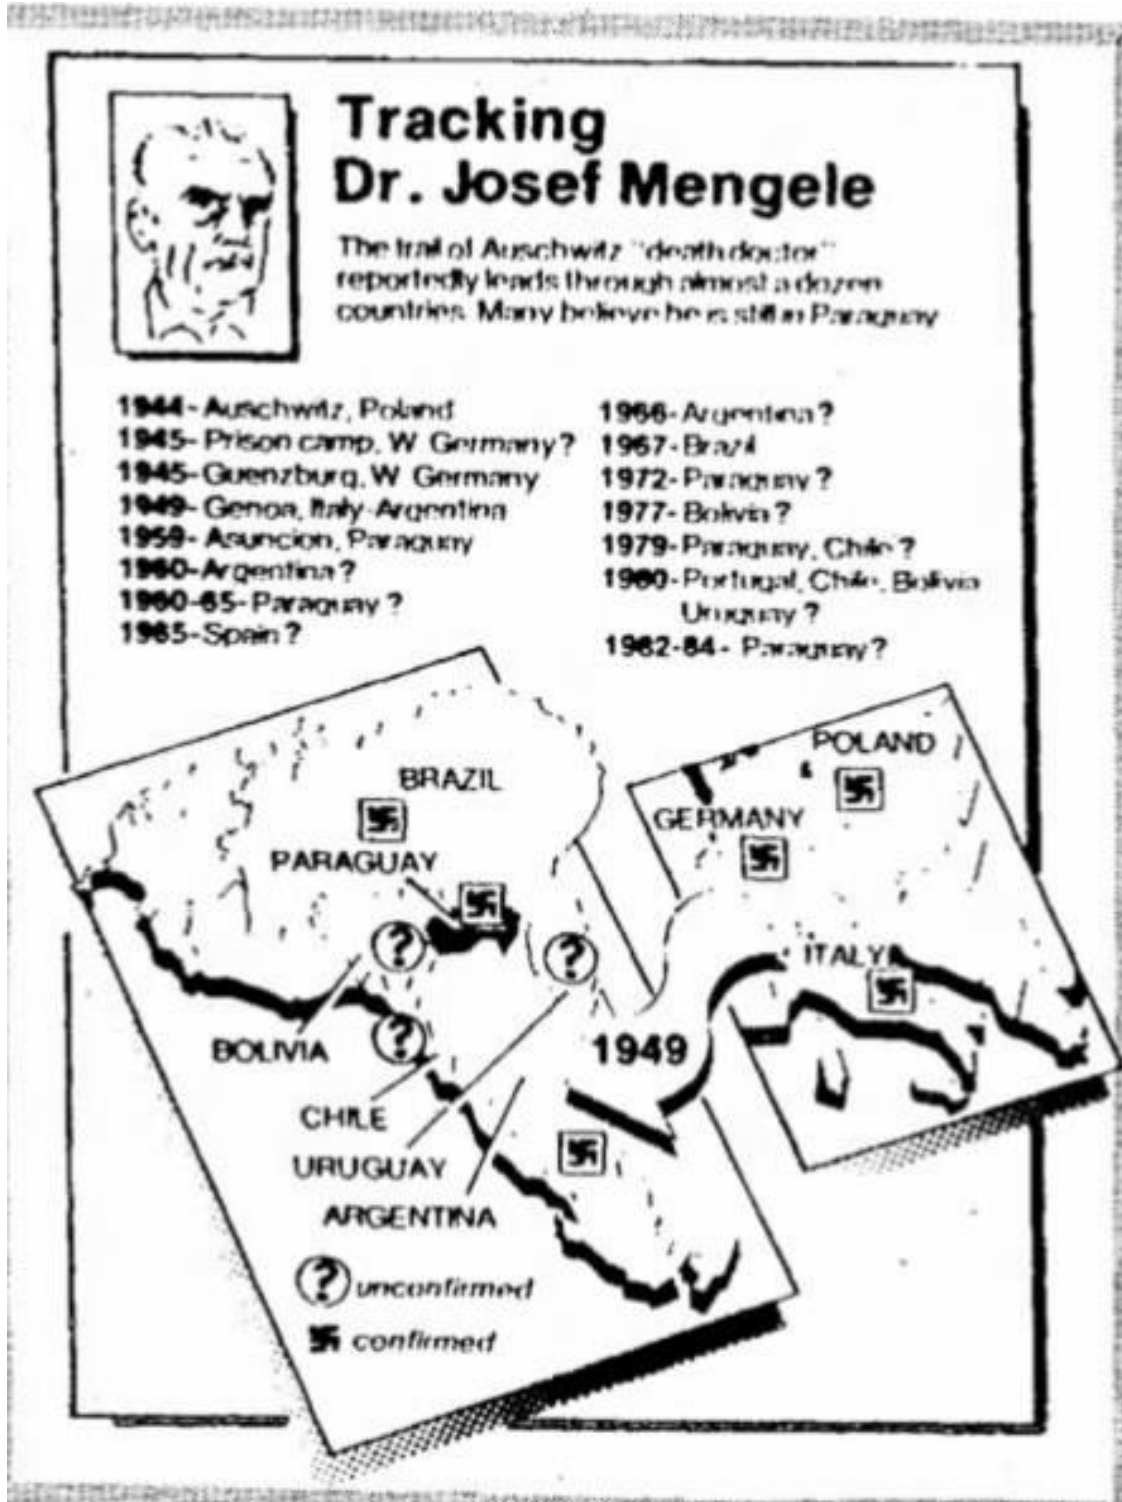 Tracking
Dr. Josef Mengele
The trail of Auschwitz "death doctor"
reportedly leads through almost a dozen
countries. Many believe he is still in Paraguay
1944-Auschwitz, Poland
1945-Prison camp, W. Germany?
1945-Guenzburg, W. Germany
1949-Genoa, Italy-Argentina
1959-Asuncion, Paraguay
1960-Argentina?
1960-65-Paraguay?
1965-Spain?
1966-Argentina?
1967-Brazil
1972-Paraguay?
1977-Bolivia?
1979-Paraguay, Chile?
1980-Portugal, Chile, Bolivia
Uruguay?
1982-84- Paraguay?
POLAND
BRAZIL
GERMANY
PARAGUAY
?
?
ITALY
?
BOLIVIA
1949
CHILE
URUGUAY
ARGENTINA
? unconfirmed
confirmed